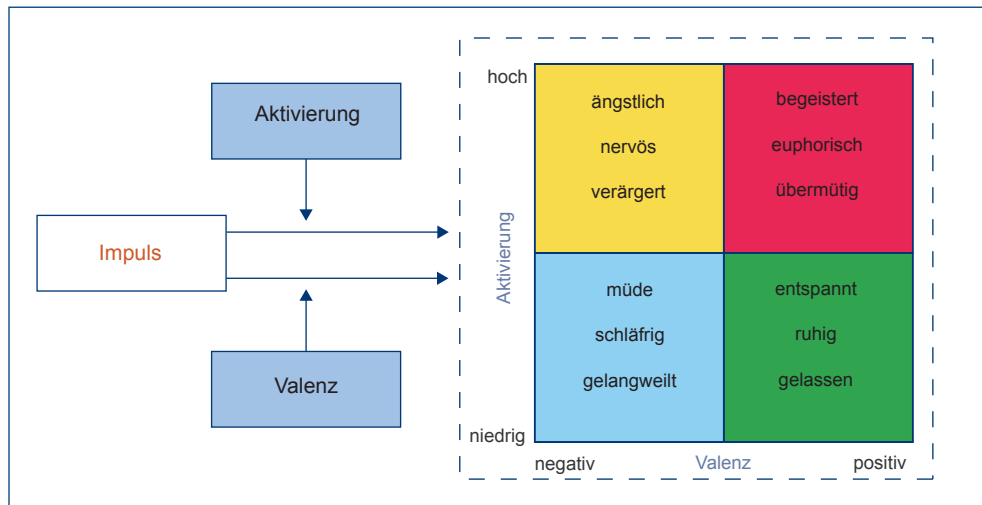 Aktivierung
Impuls
Valenz
hoch
Aktivierung
niedrig
ängstlich
nervös
verärgert
begeistert
euphorisch
übermütig
müde
schläfrig
gelangweilt
entspannt
ruhig
gelassen
negativ Valenz positiv